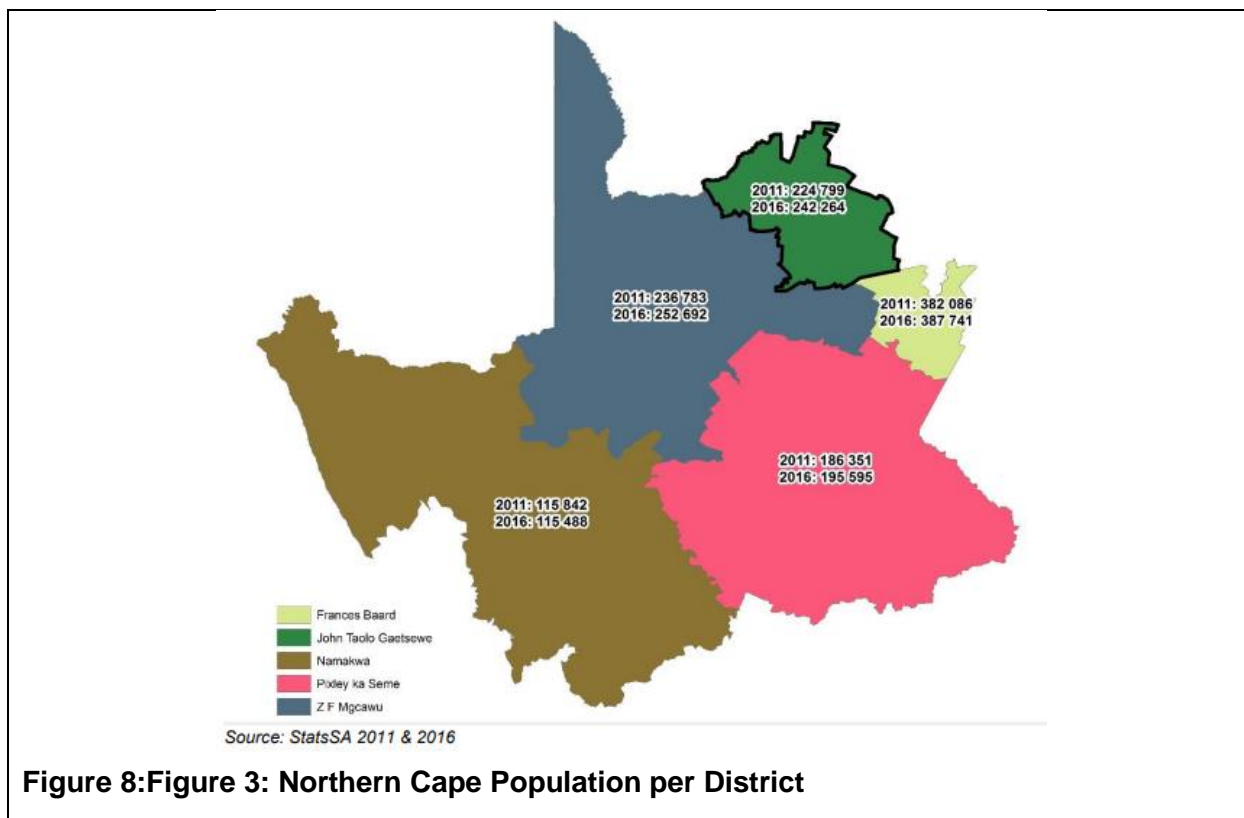 2011: 224 799
2016: 242 264
2011: 236 783
2016: 252 692
2011: 382 086
2016: 387 741
2011: 186 351
2016: 195 595
2011: 115 842
2016: 115 488
Frances Baard
John Taolo Gaetsewe
Namakwa
Pixley ka Seme
Z F Mgcawu
Source: StatsSA 2011 & 2016
Figure 8:Figure 3: Northern Cape Population per District